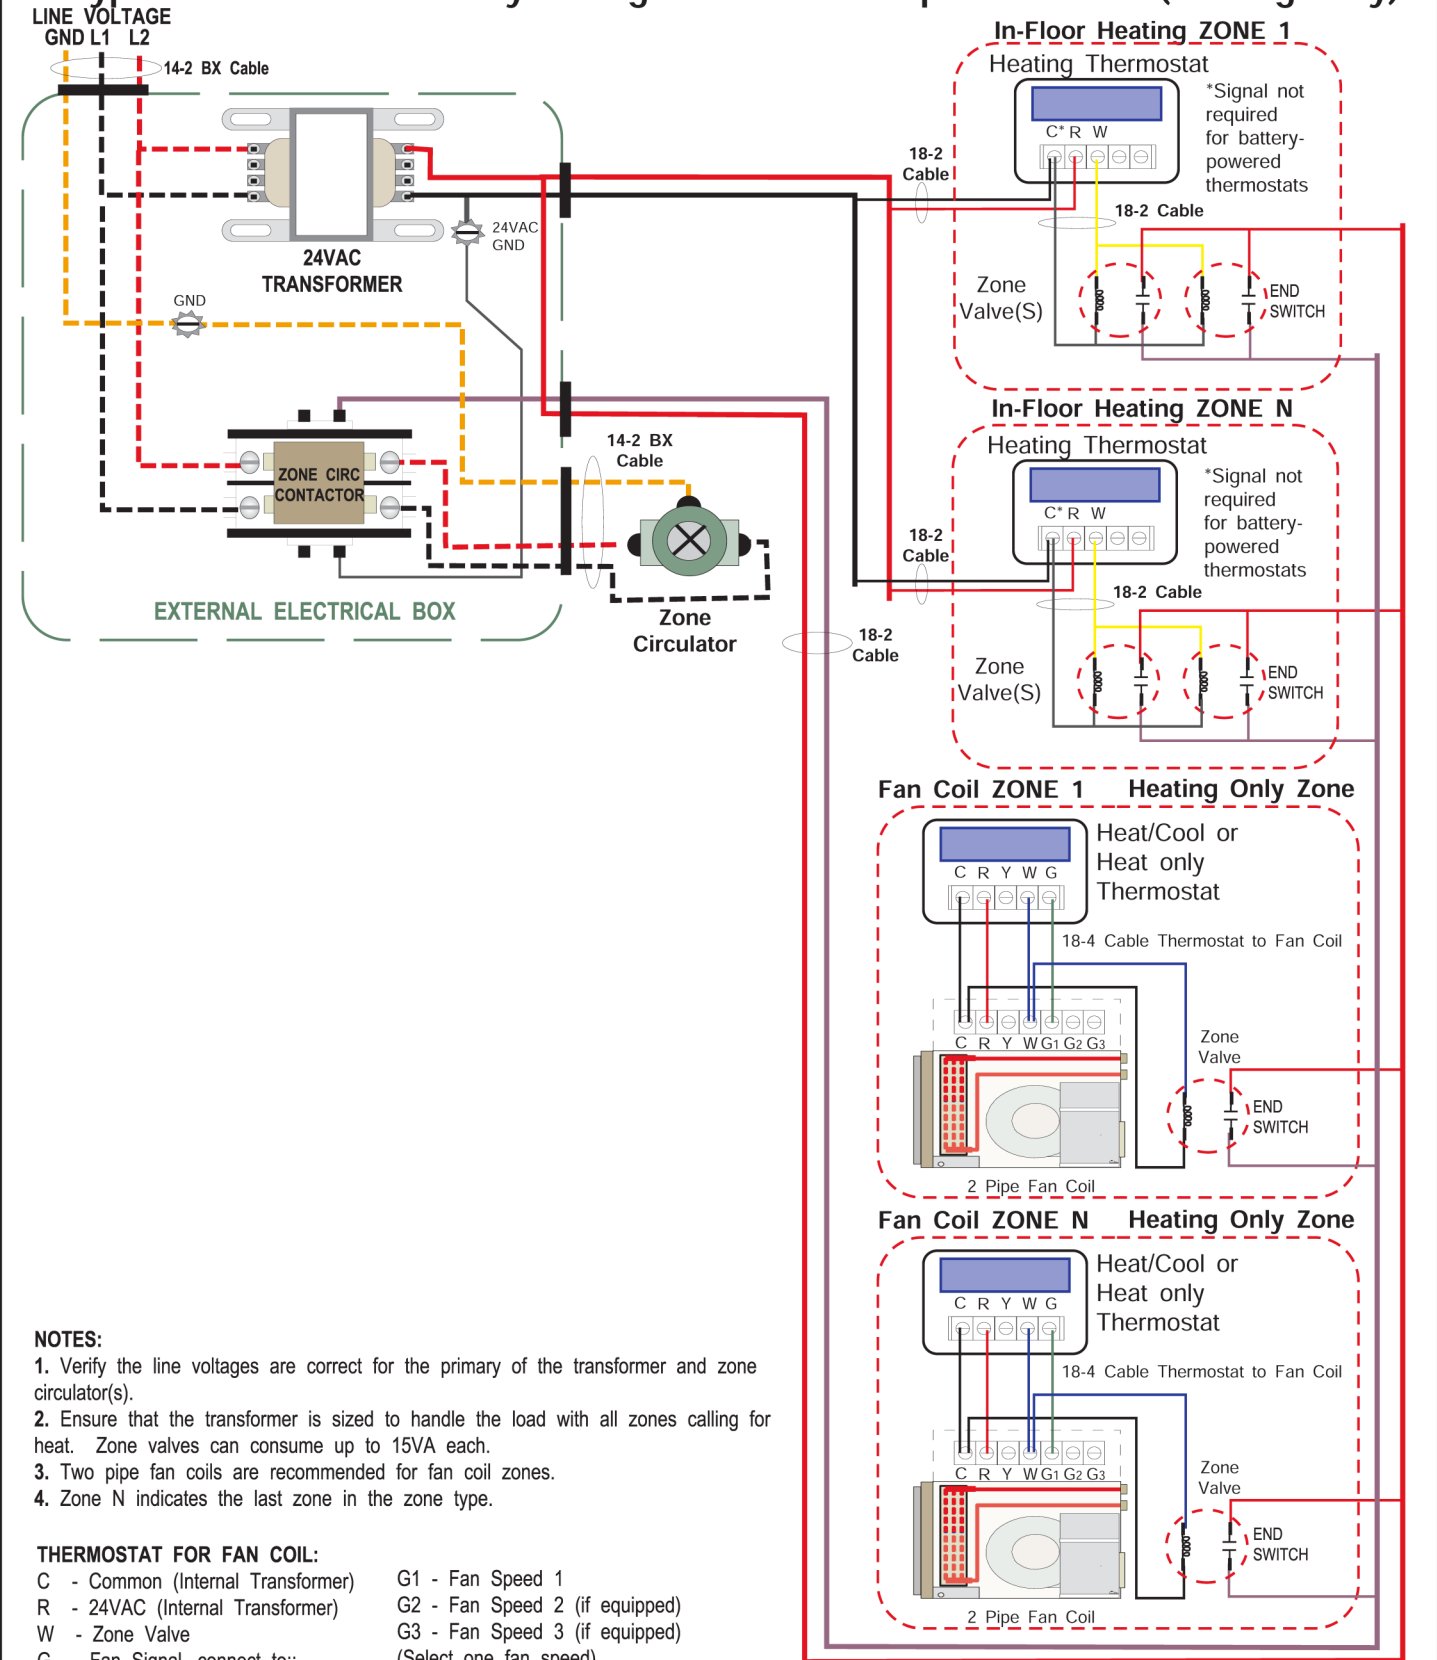 LINE VOLTAGE
GND L1 L2
14-2 BX Cable
24VAC
GND
24VAC
TRANSFORMER
GND
ZONE CIRC
CONTACTOR
14-2 BX
Cable
EXTERNAL ELECTRICAL BOX
Zone
Circulator
18-2
Cable
18-2
Cable
18-2
Cable
In-Floor Heating ZONE 1
Heating Thermostat
C* R W
*Signal not
required
for battery-
powered
thermostats
18-2 Cable
Zone
Valve(S)
END
SWITCH
In-Floor Heating ZONE N
Heating Thermostat
C* R W
*Signal not
required
for battery-
powered
thermostats
18-2 Cable
Zone
Valve(S)
END
SWITCH
Fan Coil ZONE 1 Heating Only Zone
C R Y W G
Heat/Cool or
Heat only
Thermostat
18-4 Cable Thermostat to Fan Coil
C R Y W G1 G2 G3
Zone
Valve
END
SWITCH
2 Pipe Fan Coil
Fan Coil ZONE N Heating Only Zone
C R Y W G
Heat/Cool or
Heat only
Thermostat
18-4 Cable Thermostat to Fan Coil
C R Y W G1 G2 G3
Zone
Valve
END
SWITCH
2 Pipe Fan Coil
NOTES:
1. Verify the line voltages are correct for the primary of the transformer and zone
circulator(s).
2. Ensure that the transformer is sized to handle the load with all zones calling for
heat. Zone valves can consume up to 15VA each.
3. Two pipe fan coils are recommended for fan coil zones.
4. Zone N indicates the last zone in the zone type.
THERMOSTAT FOR FAN COIL:
C - Common (Internal Transformer)
R - 24VAC (Internal Transformer)
W - Zone Valve
G - Fan Signal, connect to::
G1 - Fan Speed 1
G2 - Fan Speed 2 (if equipped)
G3 - Fan Speed 3 (if equipped)
(Select one fan speed)